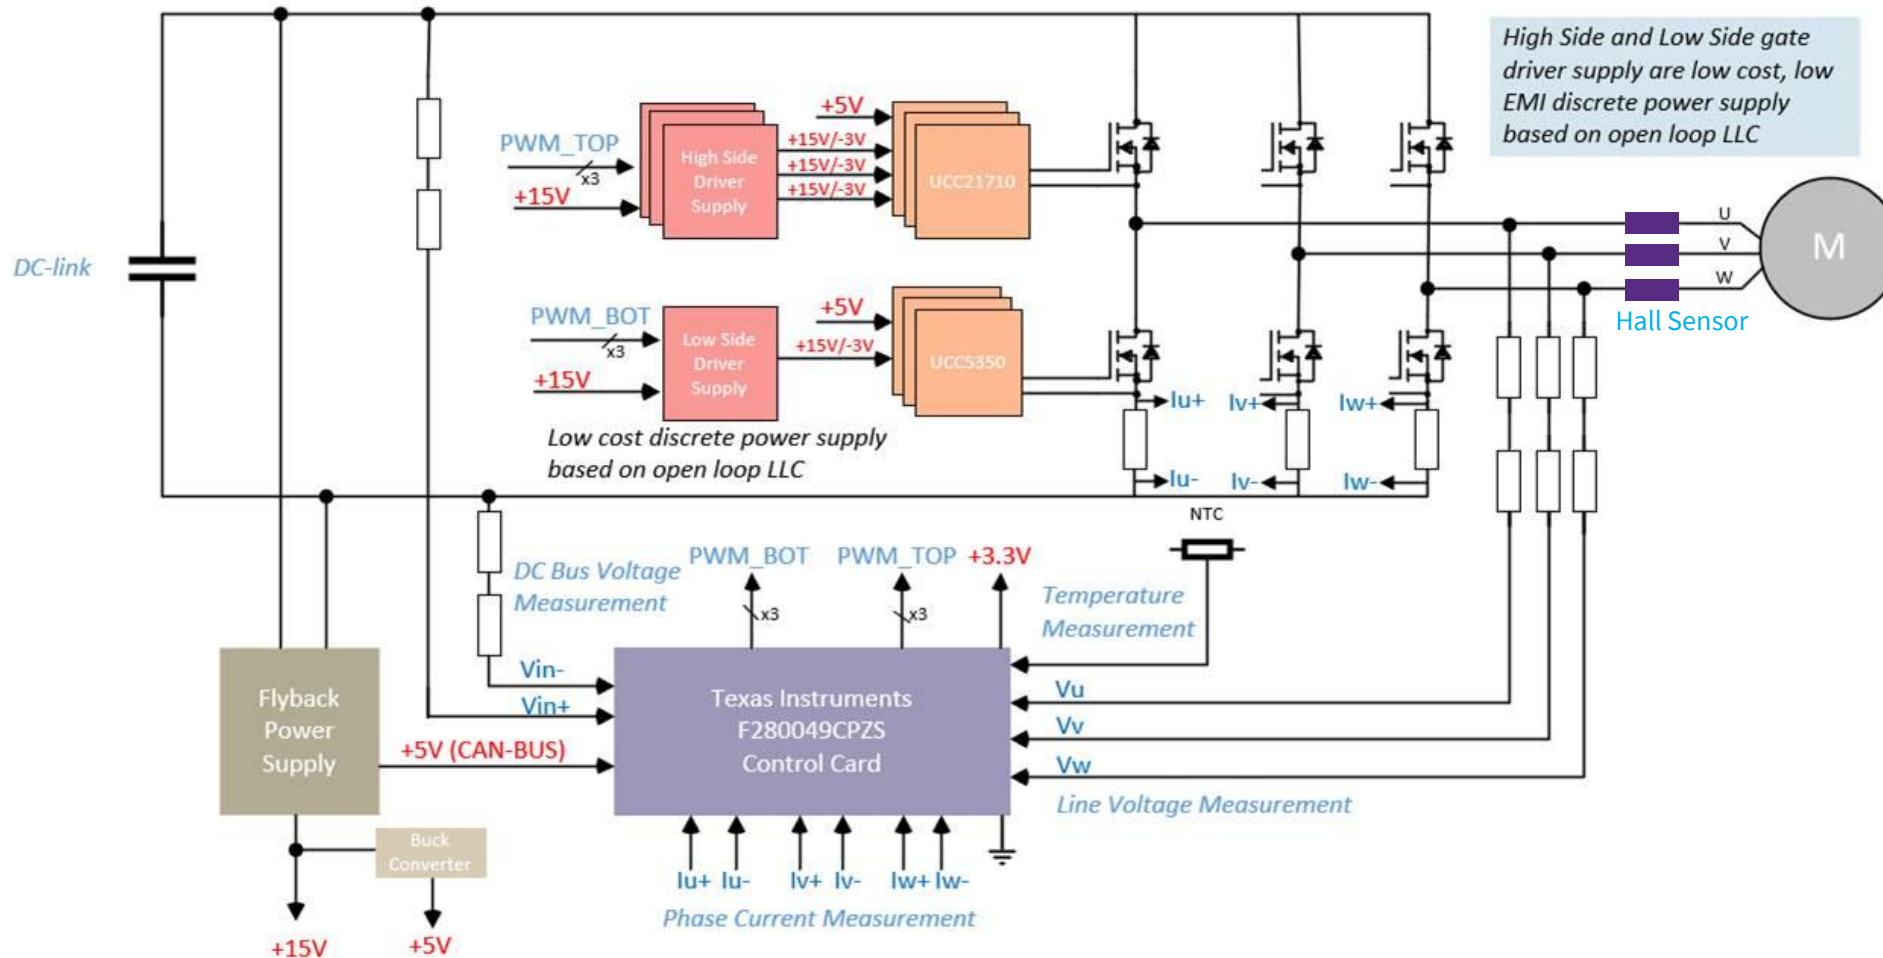 High Side and Low Side gate
driver supply are low cost, low
EMI discrete power supply
based on open loop LLC
PWM_TOP
x3
+15V
High Side
Driver
Supply
+15V/-3V
+15V/-3V
+15V/-3V
+5V
UCC21710
U
V
W
M
Hall Sensor
DC-link
PWM_BOT
x3
+15V
Low Side
Driver
Supply
+15V/-3V
+5V
UCC5350
Low cost discrete power supply
based on open loop LLC
Iu+
Iv+
Iw+
Iu-
Iv-
Iw-
NTC
DC Bus Voltage
Measurement
PWM_BOT
x3
PWM_TOP
x3
+3.3V
Temperature
Measurement
Vin-
Vin+
+5V (CAN-BUS)
Flyback
Power
Supply
Texas Instruments
F280049CPZS
Control Card
Vu
Vv
Vw
Line Voltage Measurement
Buck
Converter
+15V
+5V
Iu+
Iu-
Iv+
Iv-
Iw+
Iw-
Phase Current Measurement